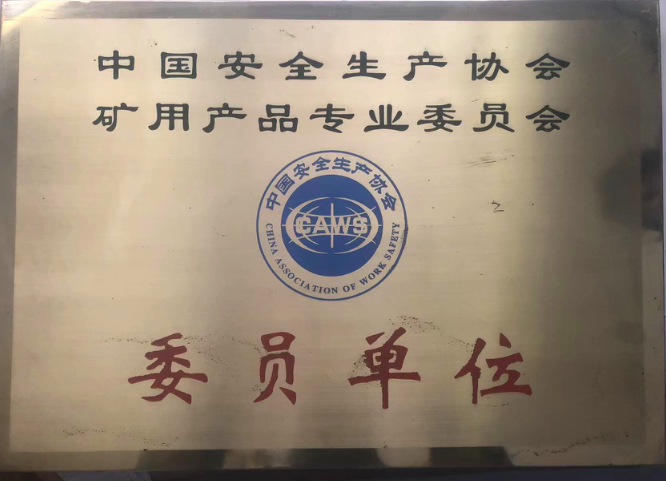 中国安全生产协会
矿用产品专业委员会
中国安全生产协会
CAWS
CHINA ASSOCIATION OF WORK SAFETY
委员单位